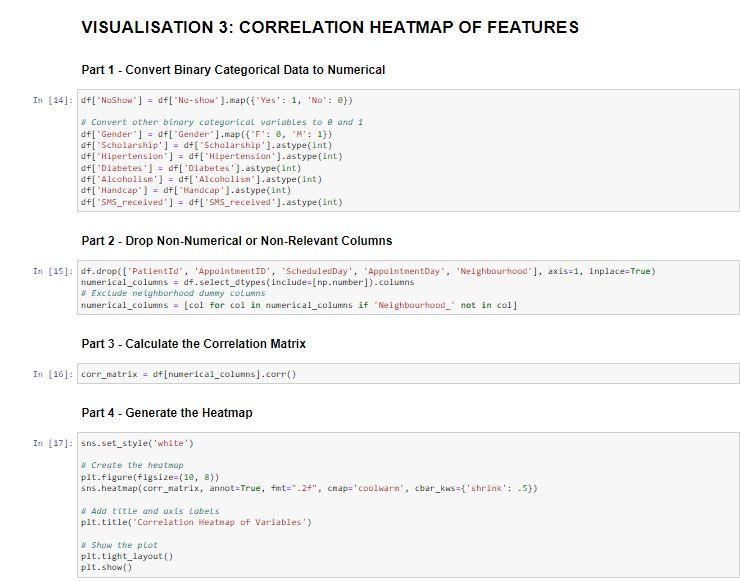 VISUALISATION 3: CORRELATION HEATMAP OF FEATURES
Part 1 - Convert Binary Categorical Data to Numerical
In [14]: df['NoShow'] = df['No-show'].map({'Yes': 1, 'No': 0})
# Convert other binary categorical variables to 0 and 1
df['Gender'] = df['Gender'].map({'F': 0, 'M': 1})
df['Scholarship'] = df['Scholarship'].astype(int)
df['Hipertension'] = df['Hipertension'].astype(int)
df['Diabetes'] = df['Diabetes'].astype(int)
df['Alcoholism'] = df['Alcoholism'].astype(int)
df['Handcap'] = df['Handcap'].astype(int)
df['SMS_received'] = df['SMS_received'].astype(int)
Part 2 - Drop Non-Numerical or Non-Relevant Columns
In [15]: df.drop(['PatientId', 'AppointmentID', 'ScheduledDay', 'AppointmentDay', 'Neighbourhood'], axis=1, inplace=True)
numerical_columns = df.select_dtypes(include=[np.number]).columns
# Exclude neighborhood dummy columns
numerical_columns = [col for col in numerical_columns if 'Neighbourhood_' not in col]
Part 3 - Calculate the Correlation Matrix
In [16]: corr_matrix = df[numerical_columns].corr()
Part 4 - Generate the Heatmap
In [17]: sns.set_style('white')
# Create the heatmap
plt.figure(figsize=(10, 8))
sns.heatmap(corr_matrix, annot=True, fmt=".2f", cmap='coolwarm', cbar_kws={'shrink': .5})
# Add title and axis labels
plt.title('Correlation Heatmap of Variables')
# Show the plot
plt.tight_layout()
plt.show()